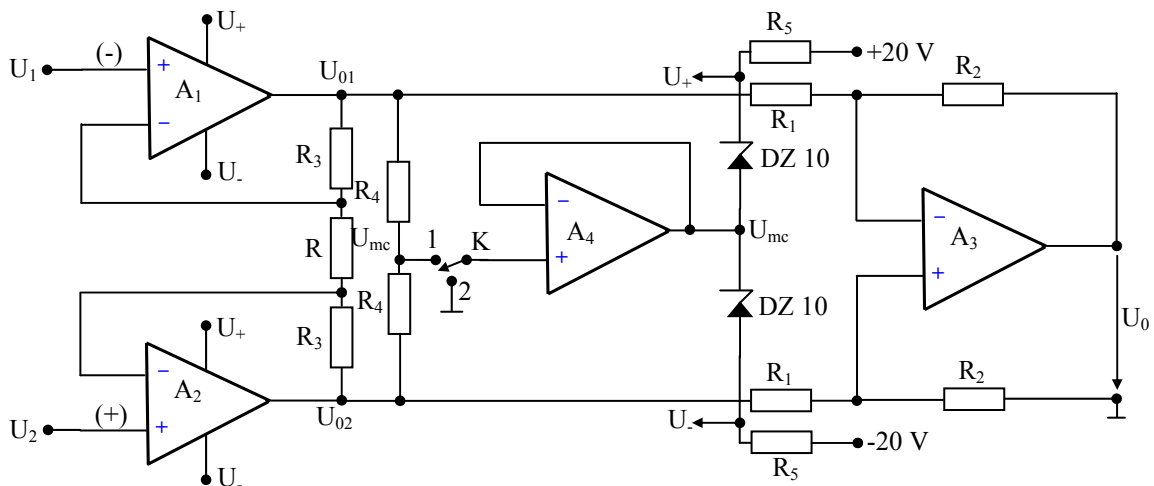 U₁ (-) + − A₁ U₊ U₋
U₀₁
R₃
R₄
R
Uₘc
R₃
R₄
1 K
2
− + A₄
U₊
R₅ +20 V
R₁ R₂
DZ 10
Uₘc
DZ 10
− + A₃
U₀
U₂ (+) − + A₂ U₊
U₀₂
R₁ R₂
U₋
R₅ -20 V